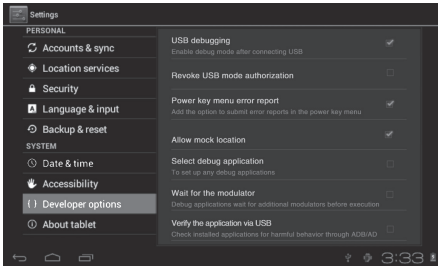 Settings
PERSONAL
Accounts & sync
Location services
Security
Language & input
Backup & reset
SYSTEM
Date & time
Accessibility
Developer options
About tablet
USB debugging
Enable debug mode after connecting USB
Revoke USB mode authorization
Power key menu error report
Add the option to submit error reports in the power key menu
Allow mock location
Select debug application
To set up any debug applications
Wait for the modulator
Debug applications wait for additional modulators before execution
Verify the application via USB
Check installed applications for harmful behavior through ADB/AD
3:33